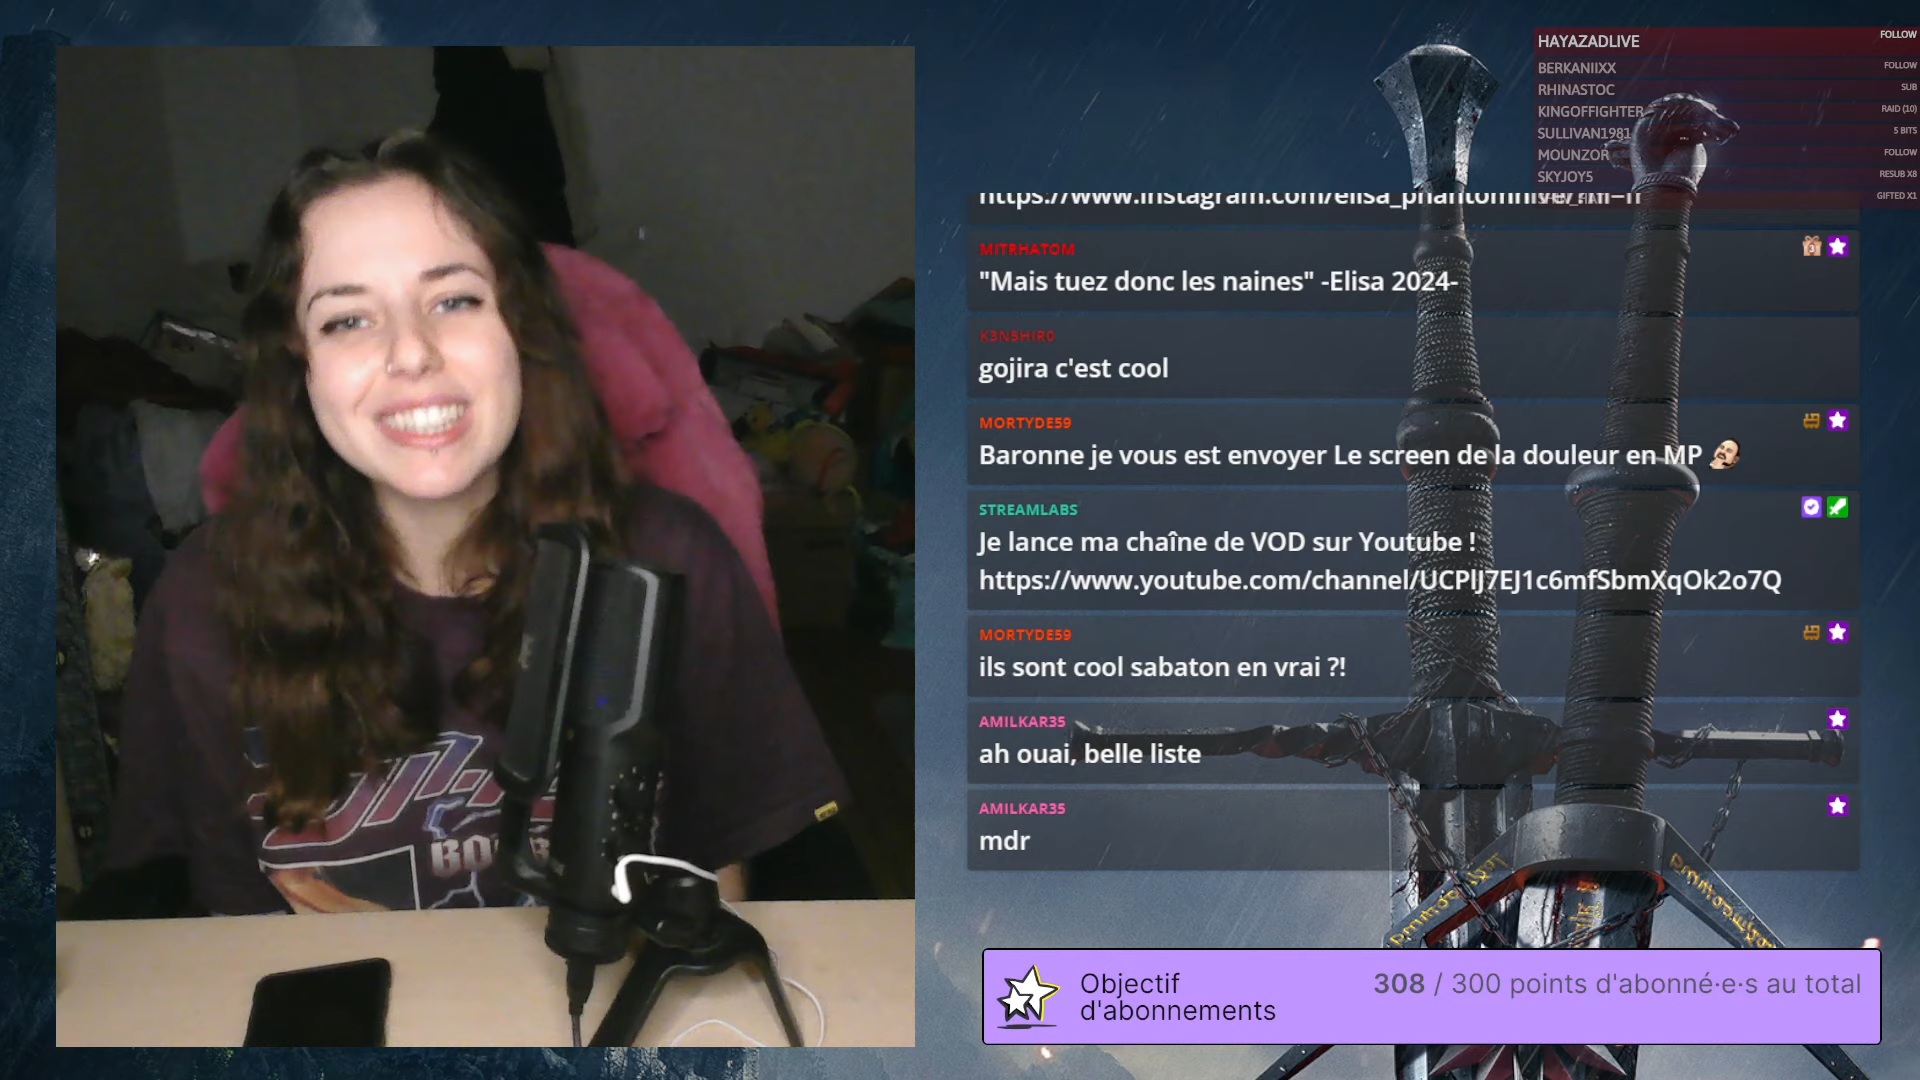 HAYAZADLIVE FOLLOW
BERKANIIXX FOLLOW
RHINASTOC SUB
KINGOFFIGHTER RAID (10)
SULLIVAN1981 5 BITS
MOUNZOR FOLLOW
SKYJOY5 RESUB X8
GIFTED X1
MITRHATOM
"Mais tuez donc les naines" -Elisa 2024-
K3N5HIR0
gojira c'est cool
MORTYDE59
Baronne je vous est envoyer Le screen de la douleur en MP
STREAMLABS
Je lance ma chaîne de VOD sur Youtube !
https://www.youtube.com/channel/UCPlJ7EJ1c6mfSbmXqOk2o7Q
MORTYDE59
ils sont cool sabaton en vrai ?!
AMILKAR35
ah ouai, belle liste
AMILKAR35
mdr
Objectif
d'abonnements
308 / 300 points d'abonné·e·s au total